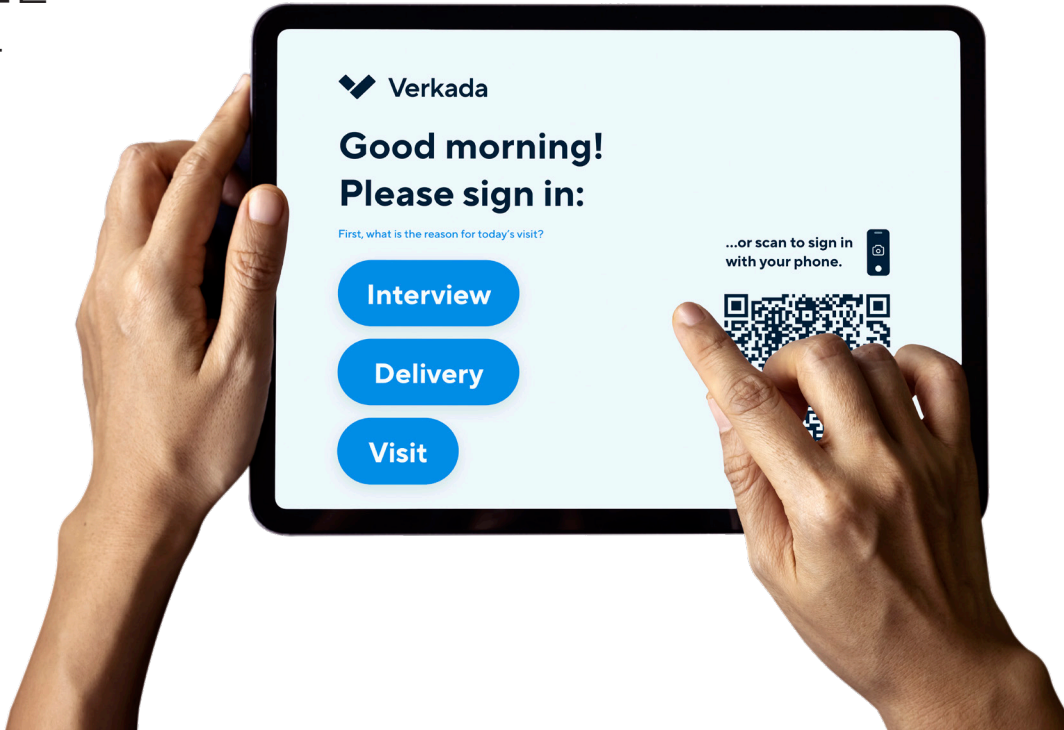 Verkada
Good morning!
Please sign in:
First, what is the reason for today's visit?
Interview
Delivery
Visit
...or scan to sign in
with your phone.